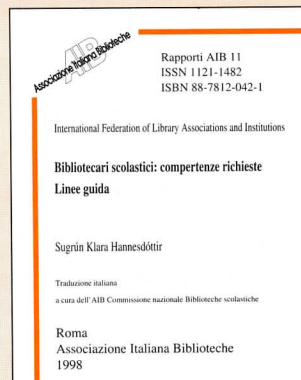 AIB
Associazione Italiana Biblioteche
Rapporti AIB 11
ISSN 1121-1482
ISBN 88-7812-042-1
International Federation of Library Associations and Institutions
Bibliotecari scolastici: compertenze richieste
Linee guida
Sugrún Klara Hannesdóttir
Traduzione italiana
a cura dell'AIB Commissione nazionale Biblioteche scolastiche
Roma
Associazione Italiana Biblioteche
1998